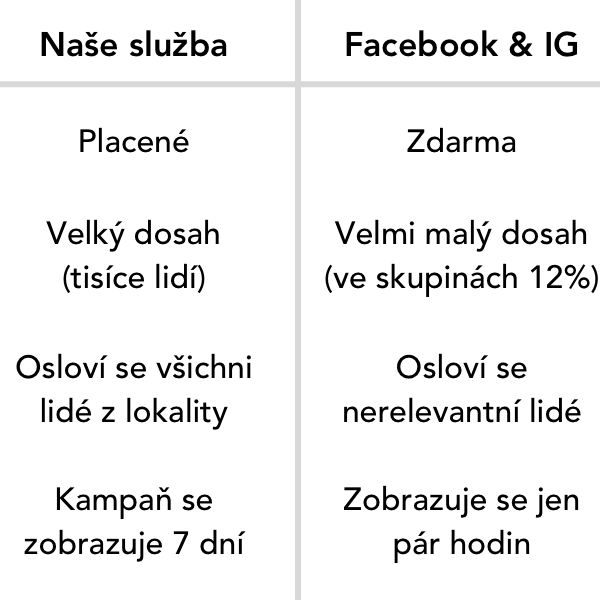 Naše služba
Facebook & IG
Placené
Zdarma
Velký dosah
(tisíce lidí)
Velmi malý dosah
(ve skupinách 12%)
Osloví se všichni
lidé z lokality
Osloví se
nerelevantní lidé
Kampaň se
zobrazuje 7 dní
Zobrazuje se jen
pár hodin